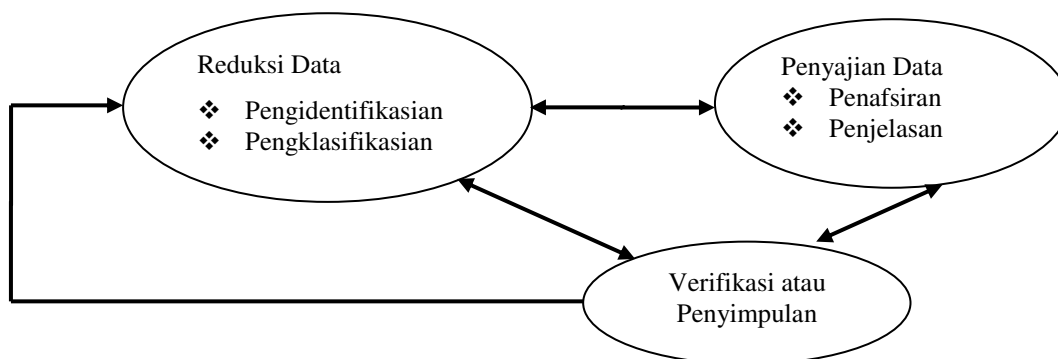 Reduksi Data
❖ Pengidentifikasian
❖ Pengklasifikasian
Penyajian Data
❖ Penafsiran
❖ Penjelasan
Verifikasi atau
Penyimpulan